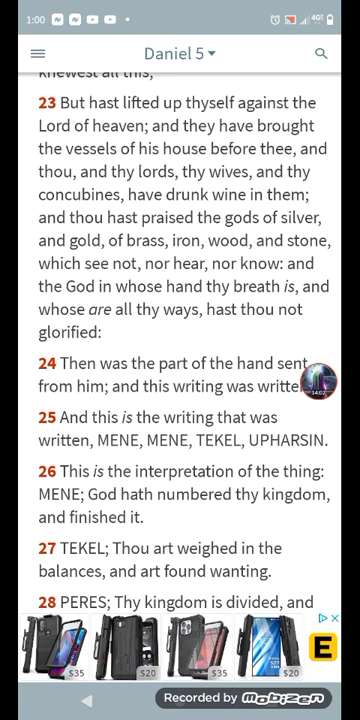 1:00
4G
Daniel 5
knewest all this;
23 But hast lifted up thyself against the
Lord of heaven; and they have brought
the vessels of his house before thee, and
thou, and thy lords, thy wives, and thy
concubines, have drunk wine in them;
and thou hast praised the gods of silver,
and gold, of brass, iron, wood, and stone,
which see not, nor hear, nor know: and
the God in whose hand thy breath is, and
whose are all thy ways, hast thou not
glorified:
24 Then was the part of the hand sent
from him; and this writing was writte
14:02
25 And this is the writing that was
written, MENE, MENE, TEKEL, UPHARSIN.
26 This is the interpretation of the thing:
MENE; God hath numbered thy kingdom,
and finished it.
27 TEKEL; Thou art weighed in the
balances, and art found wanting.
28 PERES; Thy kingdom is divided, and
$35 $20 $35 $20
E
Recorded by mobizen